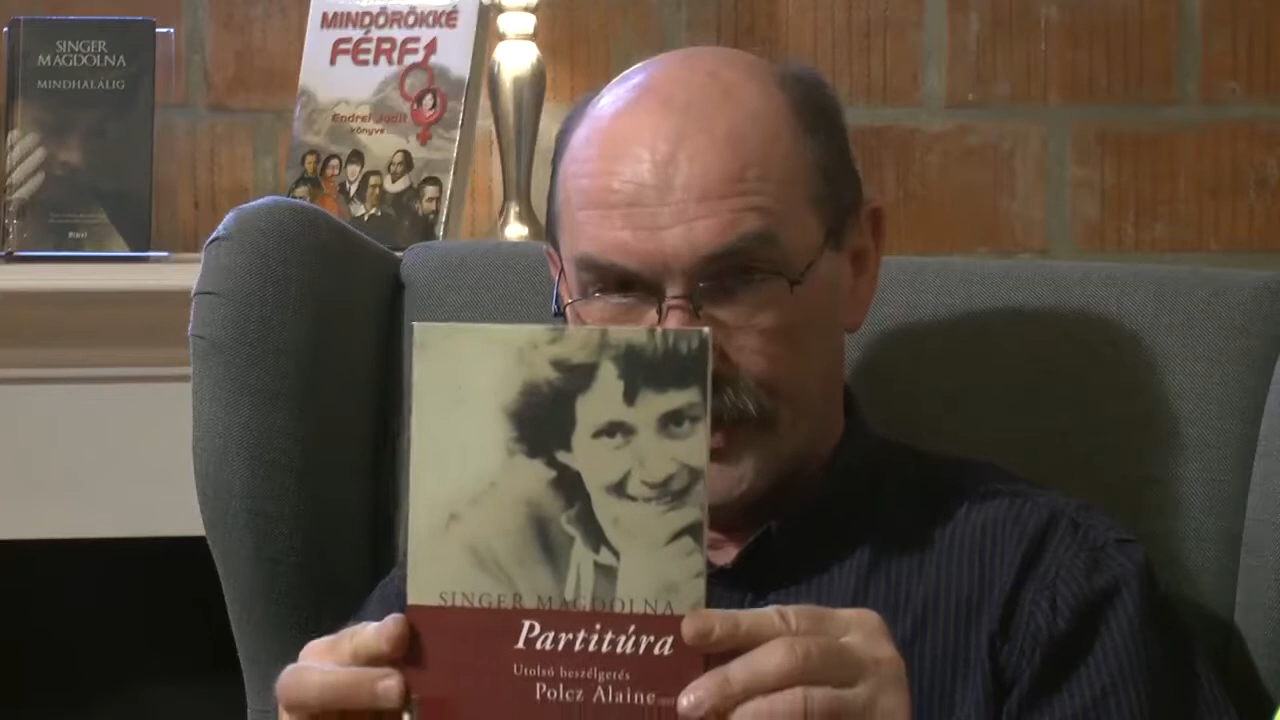 SINGER
MAGDOLNA
MINDHALÁLIG
MINDÖRÖKKÉ
FÉRFI
Endrei Judit
könyve
SINGER MAGDOLNA
Partitúra
Utolsó beszélgetés
Polcz Alaine